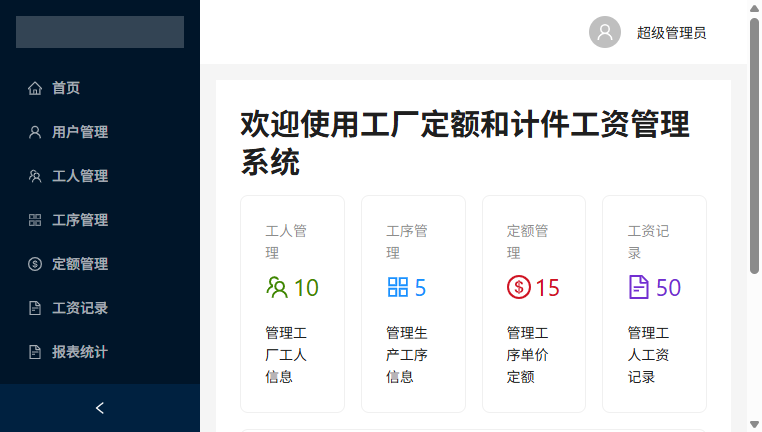 超级管理员
首页
用户管理
工人管理
工序管理
定额管理
工资记录
报表统计
欢迎使用工厂定额和计件工资管理
系统
工人管
理
10
管理工
厂工人
信息
工序管
理
5
管理生
产工序
信息
定额管
理
15
管理工
序单价
定额
工资记
录
50
管理工
人工资
记录